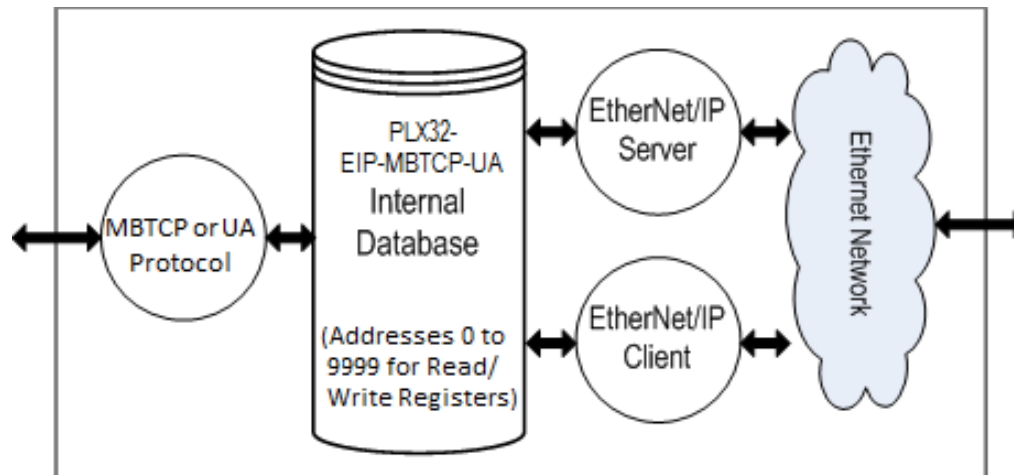 MBTCP or UA
Protocol
PLX32-
EIP-MBTCP-UA
Internal
Database
(Addresses 0 to
9999 for Read/
Write Registers)
EtherNet/IP
Server
EtherNet/IP
Client
Ethernet Network